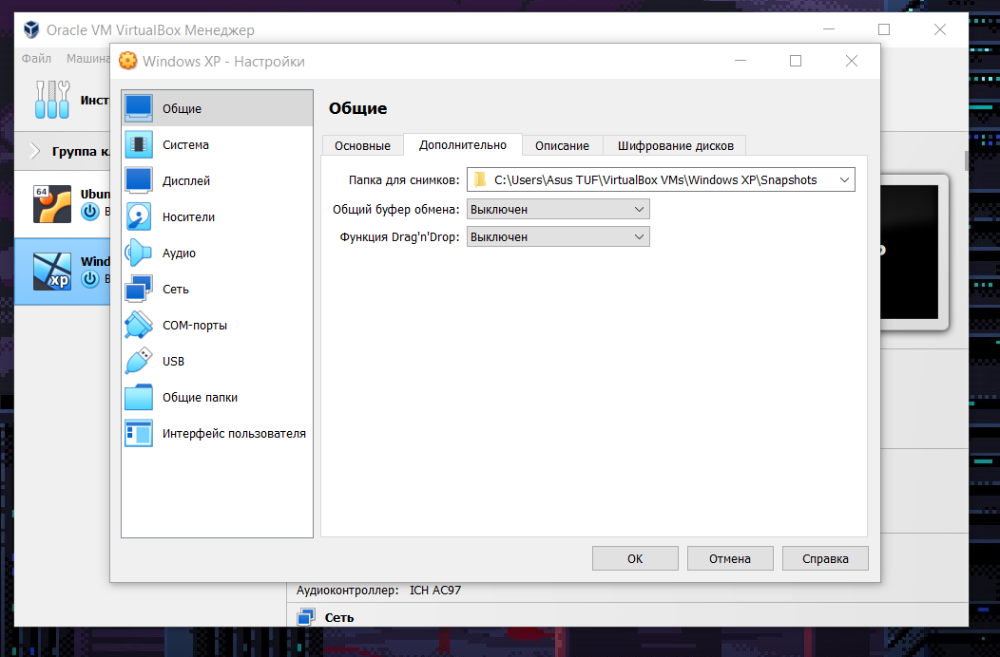 Oracle VM VirtualBox Менеджер
Файл Машина
Windows XP - Настройки
Инст
Группа к
64
Ubun
В
Wind
xp
В
Общие
Система
Дисплей
Носители
Аудио
Сеть
COM-порты
USB
Общие папки
Интерфейс пользователя
Общие
Основные Дополнительно Описание Шифрование дисков
Папка для снимков: C:\Users\Asus TUF\VirtualBox VMs\Windows XP\Snapshots
Общий буфер обмена: Выключен
Функция Drag'n'Drop: Выключен
OK Отмена Справка
Аудиоконтроллер: ICH AC97
Сеть